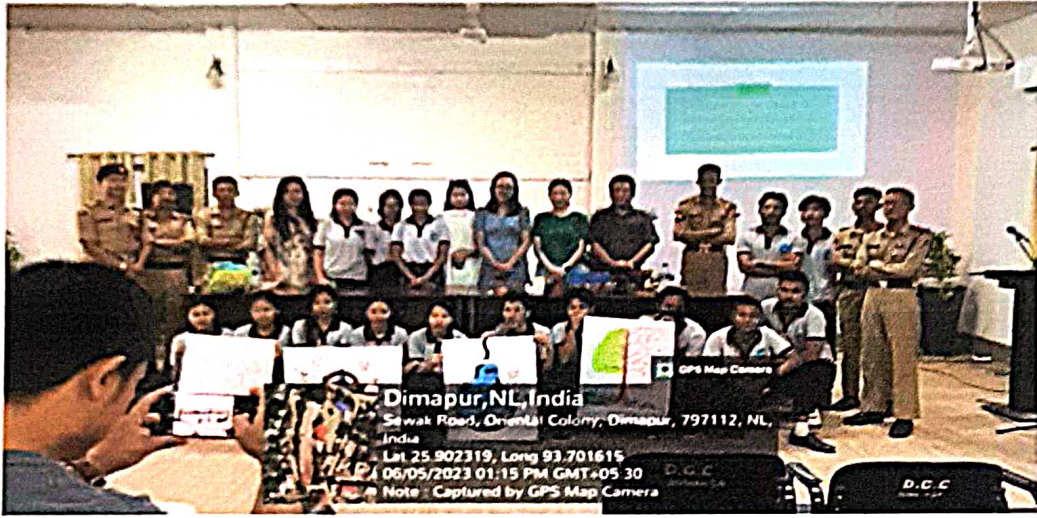 GPS Map Camera
Dimapur,NL,India
Sewak Road, Oriental Colony, Dimapur, 797112, NL,
India
Lat 25.902319, Long 93.701615
06/05/2023 01:15 PM GMT+05:30
Note : Captured by GPS Map Camera
D.C.C
D.C.C